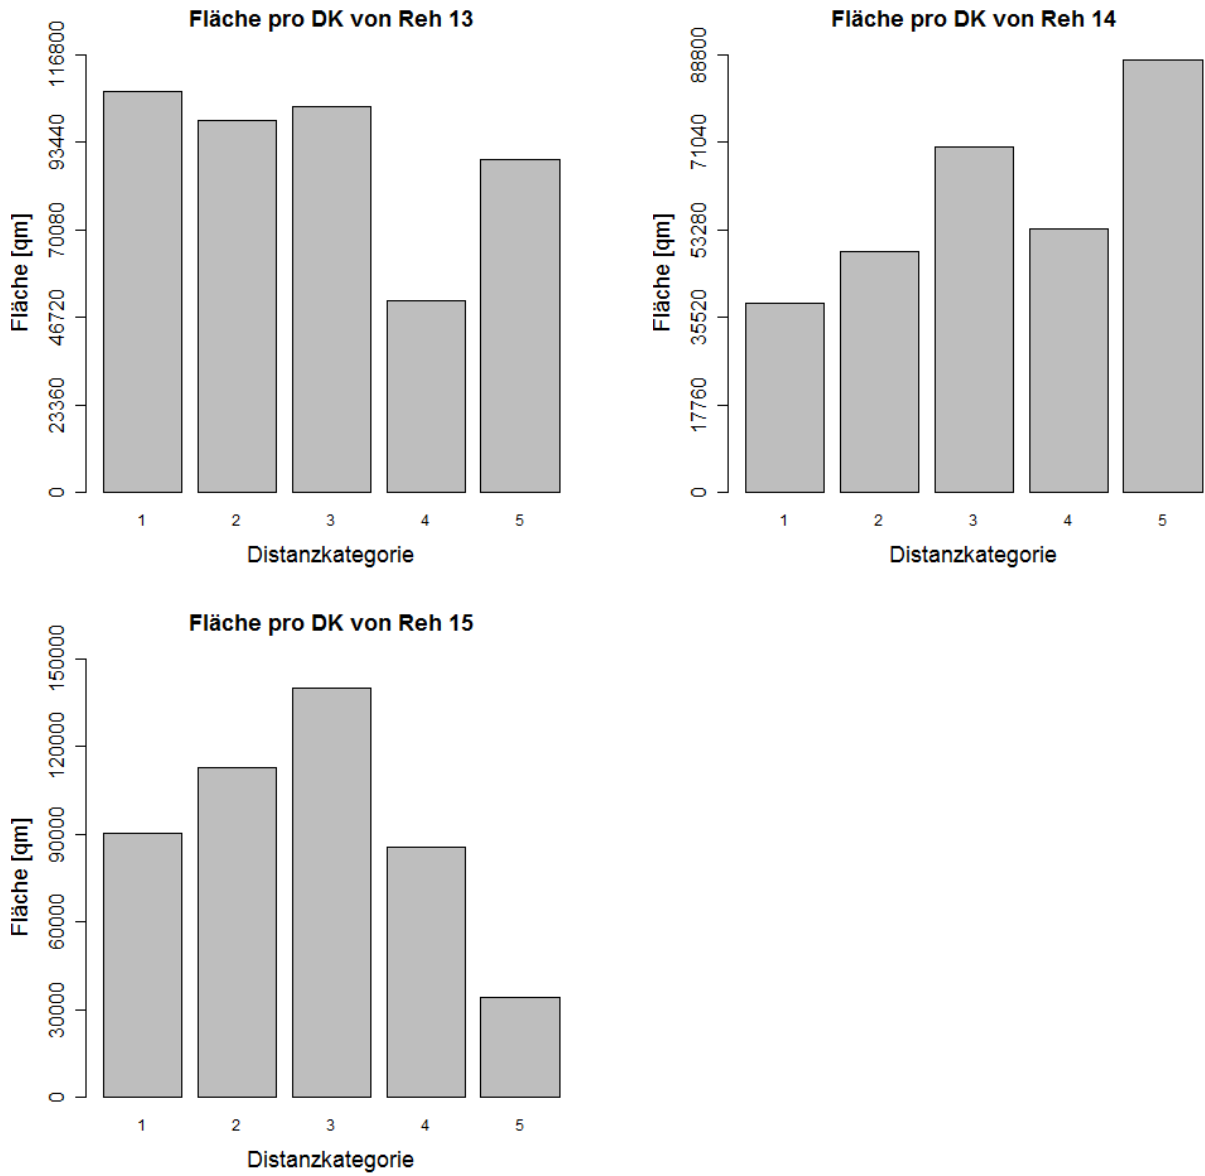 Fläche pro DK von Reh 13
Fläche [qm]
116800
93440
70080
46720
23360
0
1 2 3 4 5
Distanzkategorie
Fläche pro DK von Reh 14
Fläche [qm]
88800
71040
53280
35520
17760
0
1 2 3 4 5
Distanzkategorie
Fläche pro DK von Reh 15
Fläche [qm]
150000
120000
90000
60000
30000
0
1 2 3 4 5
Distanzkategorie